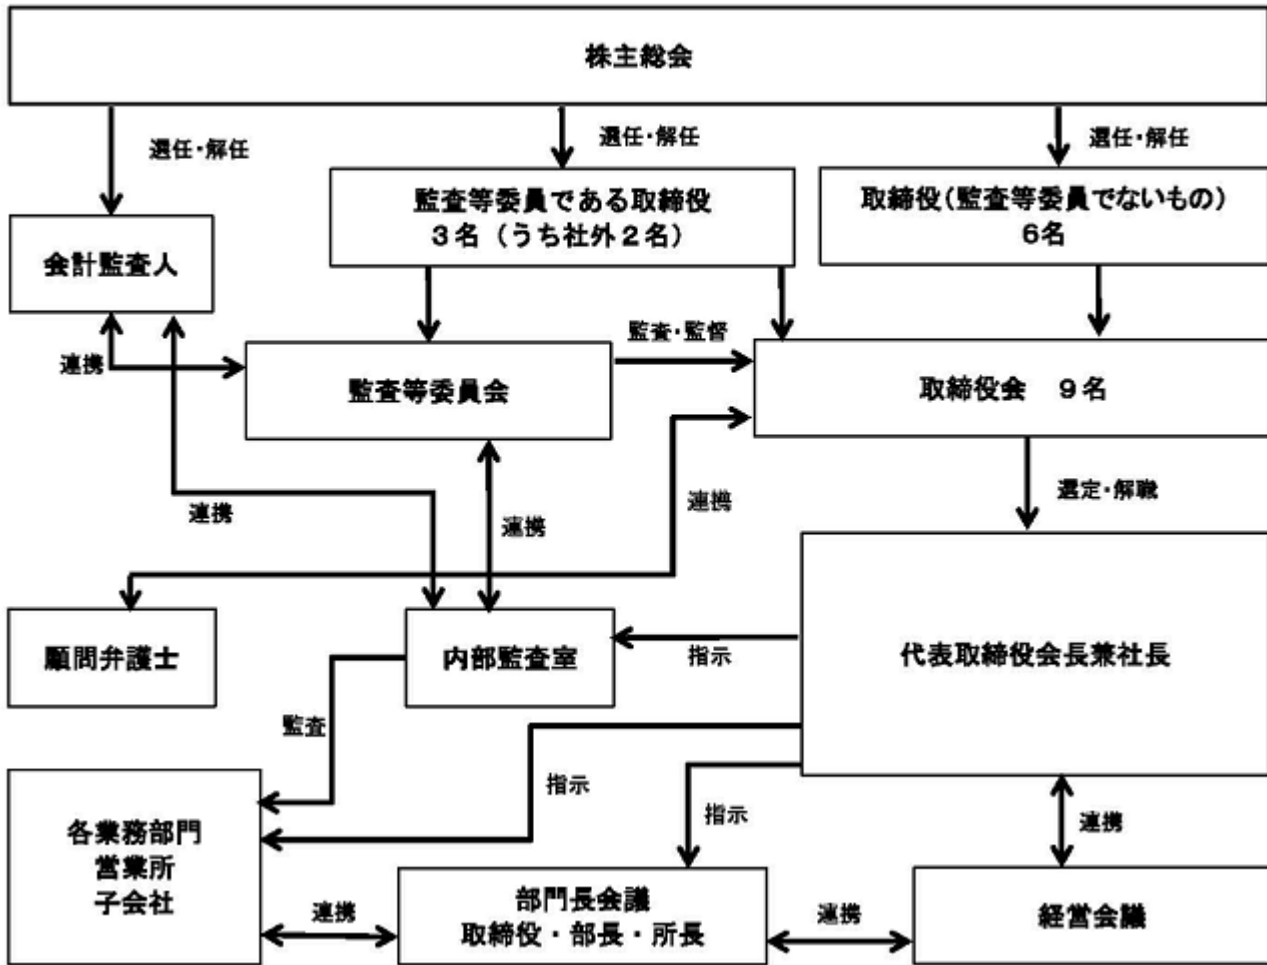 株主総会
選任・解任
選任・解任
選任・解任
監査等委員である取締役
3名（うち社外2名）
取締役（監査等委員でないもの）
6名
会計監査人
監査・監督
連携
監査等委員会
取締役会　9名
連携
連携
連携
選定・解職
顧問弁護士
内部監査室
指示
代表取締役会長兼社長
監査
指示
指示
連携
各業務部門
営業所
子会社
連携
部門長会議
取締役・部長・所長
連携
経営会議